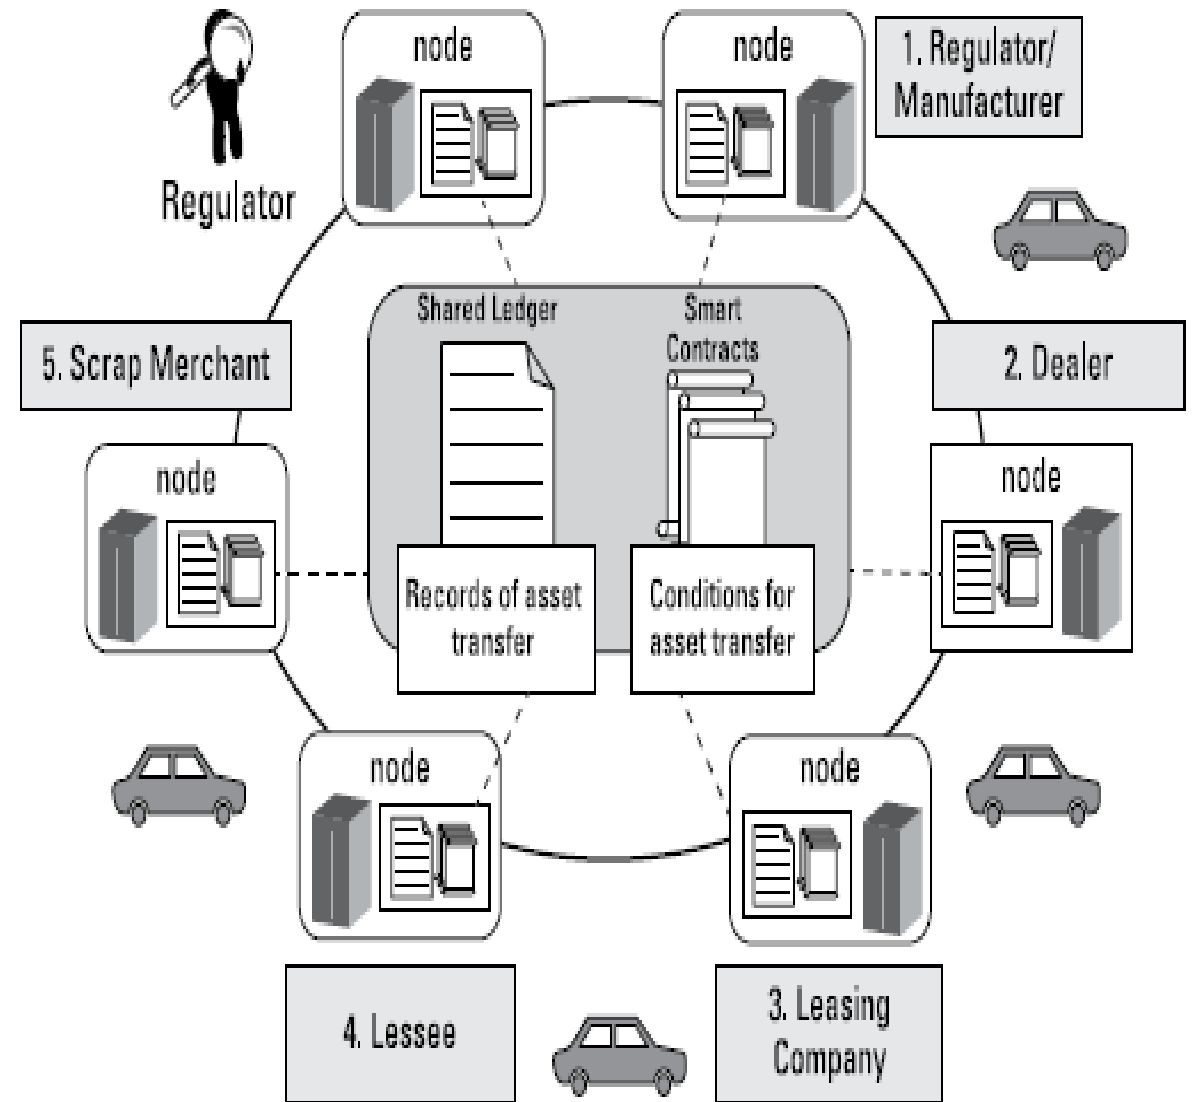 node
node
1. Regulator/
Manufacturer
Regulator
Shared Ledger
Smart
Contracts
5. Scrap Merchant
2. Dealer
node
node
Records of asset
transfer
Conditions for
asset transfer
node
node
4. Lessee
3. Leasing
Company